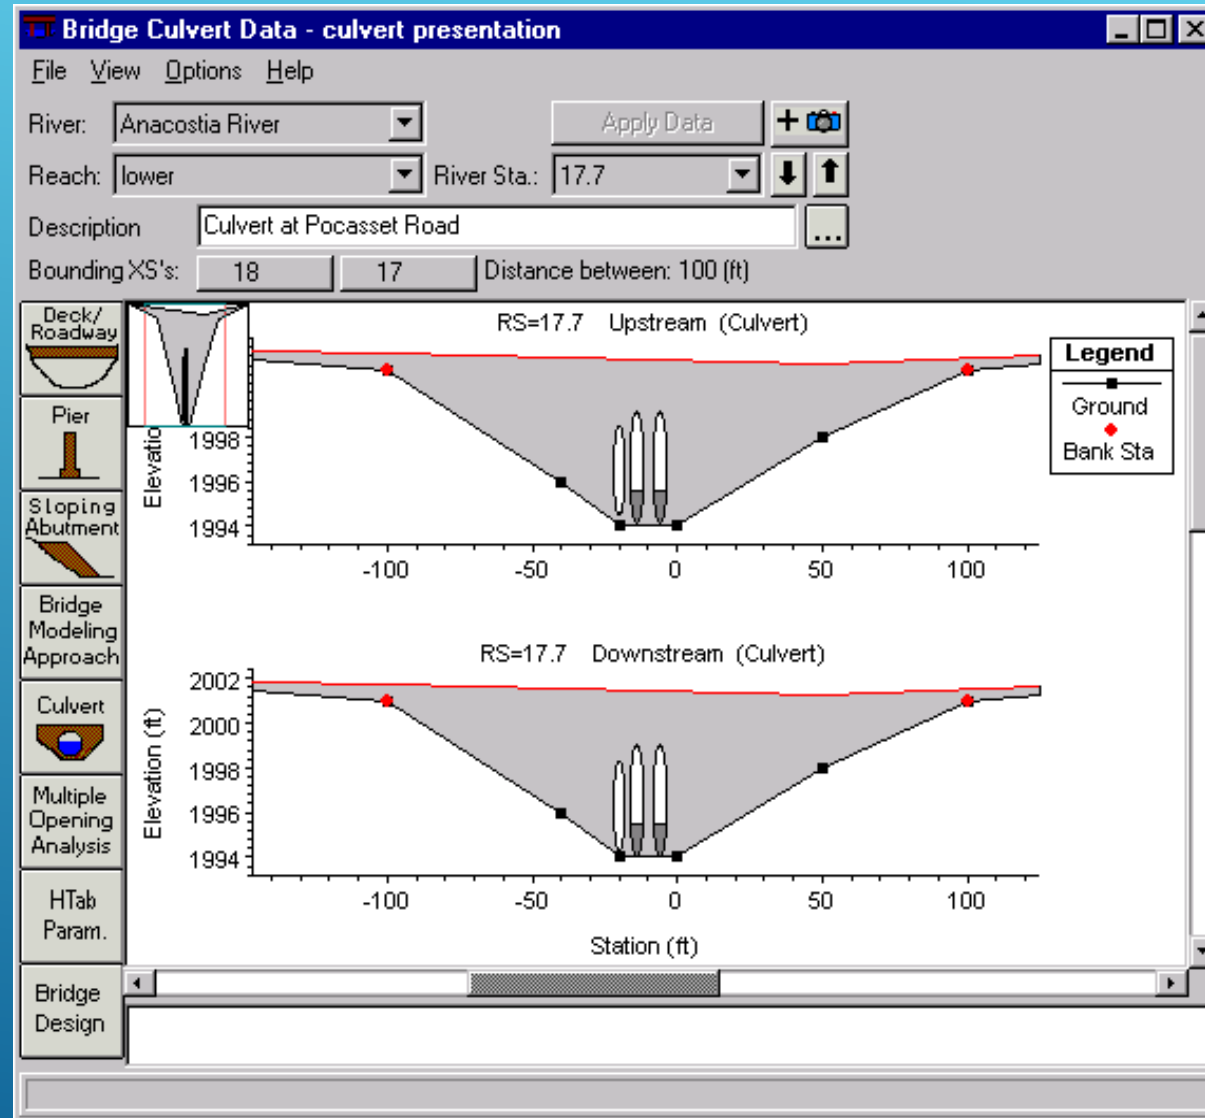 Bridge Culvert Data - culvert presentation
File View Options Help
River: Anacostia River Apply Data
Reach: lower River Sta.: 17.7
Description Culvert at Pocasset Road ...
Bounding XS's: 18 17 Distance between: 100 (ft)
Deck/
Roadway
Pier
Sloping
Abutment
Bridge
Modeling
Approach
Culvert
Multiple
Opening
Analysis
HTab
Param.
Bridge
Design
RS=17.7 Upstream (Culvert)
Elevatio
1998
1996
1994
-100 -50 0 50 100
Legend
Ground
Bank Sta
RS=17.7 Downstream (Culvert)
Elevation (ft)
2002
2000
1998
1996
1994
-100 -50 0 50 100
Station (ft)